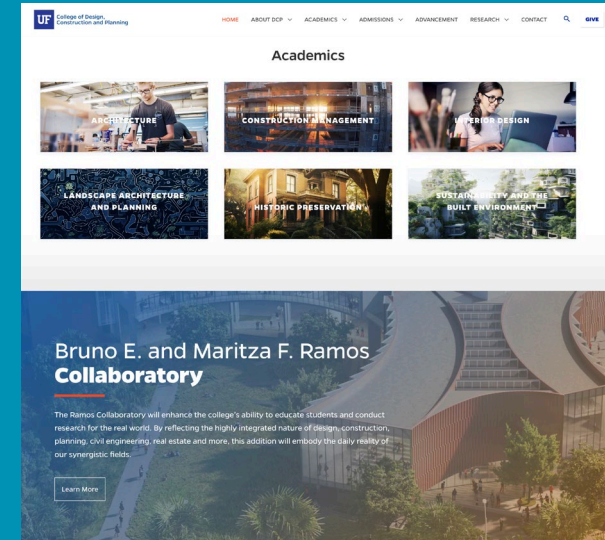 UF College of Design,
Construction and Planning
HOME ABOUT DCP ACADEMICS ADMISSIONS ADVANCEMENT RESEARCH CONTACT GIVE
Academics
ARCHITECTURE
CONSTRUCTION MANAGEMENT
INTERIOR DESIGN
LANDSCAPE ARCHITECTURE
AND PLANNING
HISTORIC PRESERVATION
SUSTAINABILITY AND THE
BUILT ENVIRONMENT
Bruno E. and Maritza F. Ramos
Collaboratory
The Ramos Collaboratory will enhance the college's ability to educate students and conduct
research for the real world. By reflecting the highly integrated nature of design, construction,
planning, civil engineering, real estate and more, this addition will embody the daily reality of
our synergistic fields.
Learn More